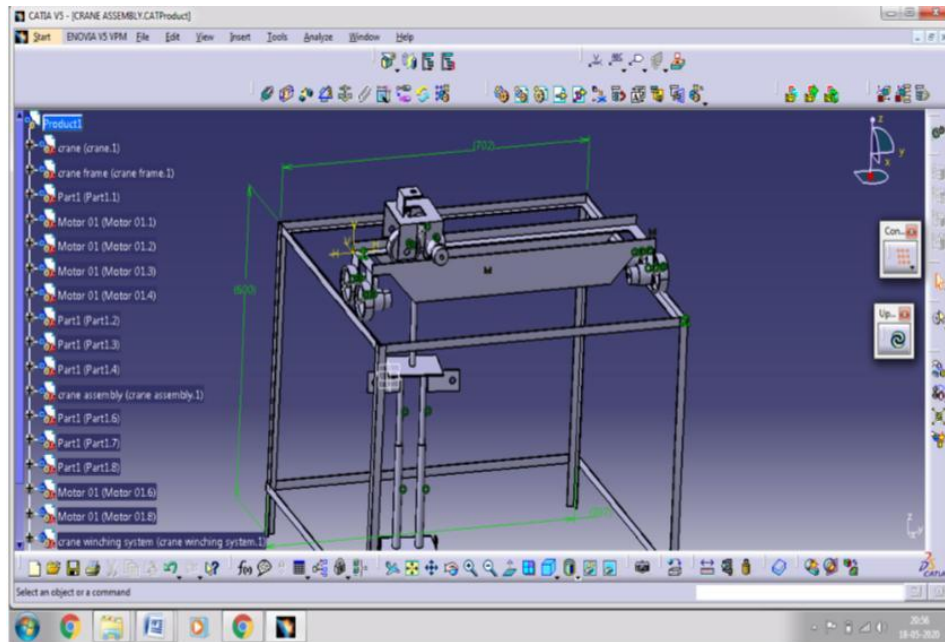 CATIA V5 - [CRANE ASSEMBLY.CATProduct]
Start ENOVIA V5 VPM File Edit View Insert Tools Analyze Window Help
Product1
crane (crane.1)
crane frame (crane frame.1)
Part1 (Part1.1)
Motor 01 (Motor 01.1)
Motor 01 (Motor 01.2)
Motor 01 (Motor 01.3)
Motor 01 (Motor 01.4)
Part1 (Part1.2)
Part1 (Part1.3)
Part1 (Part1.4)
crane assembly (crane assembly.1)
Part1 (Part1.6)
Part1 (Part1.7)
Part1 (Part1.8)
Motor 01 (Motor 01.6)
Motor 01 (Motor 01.8)
crane winching system (crane winching system.1)
(702)
(600)
z
y
x
M
M
Con...
Up...
z
f(x)
CATIA
Select an object or a command
20:56
18-05-2020